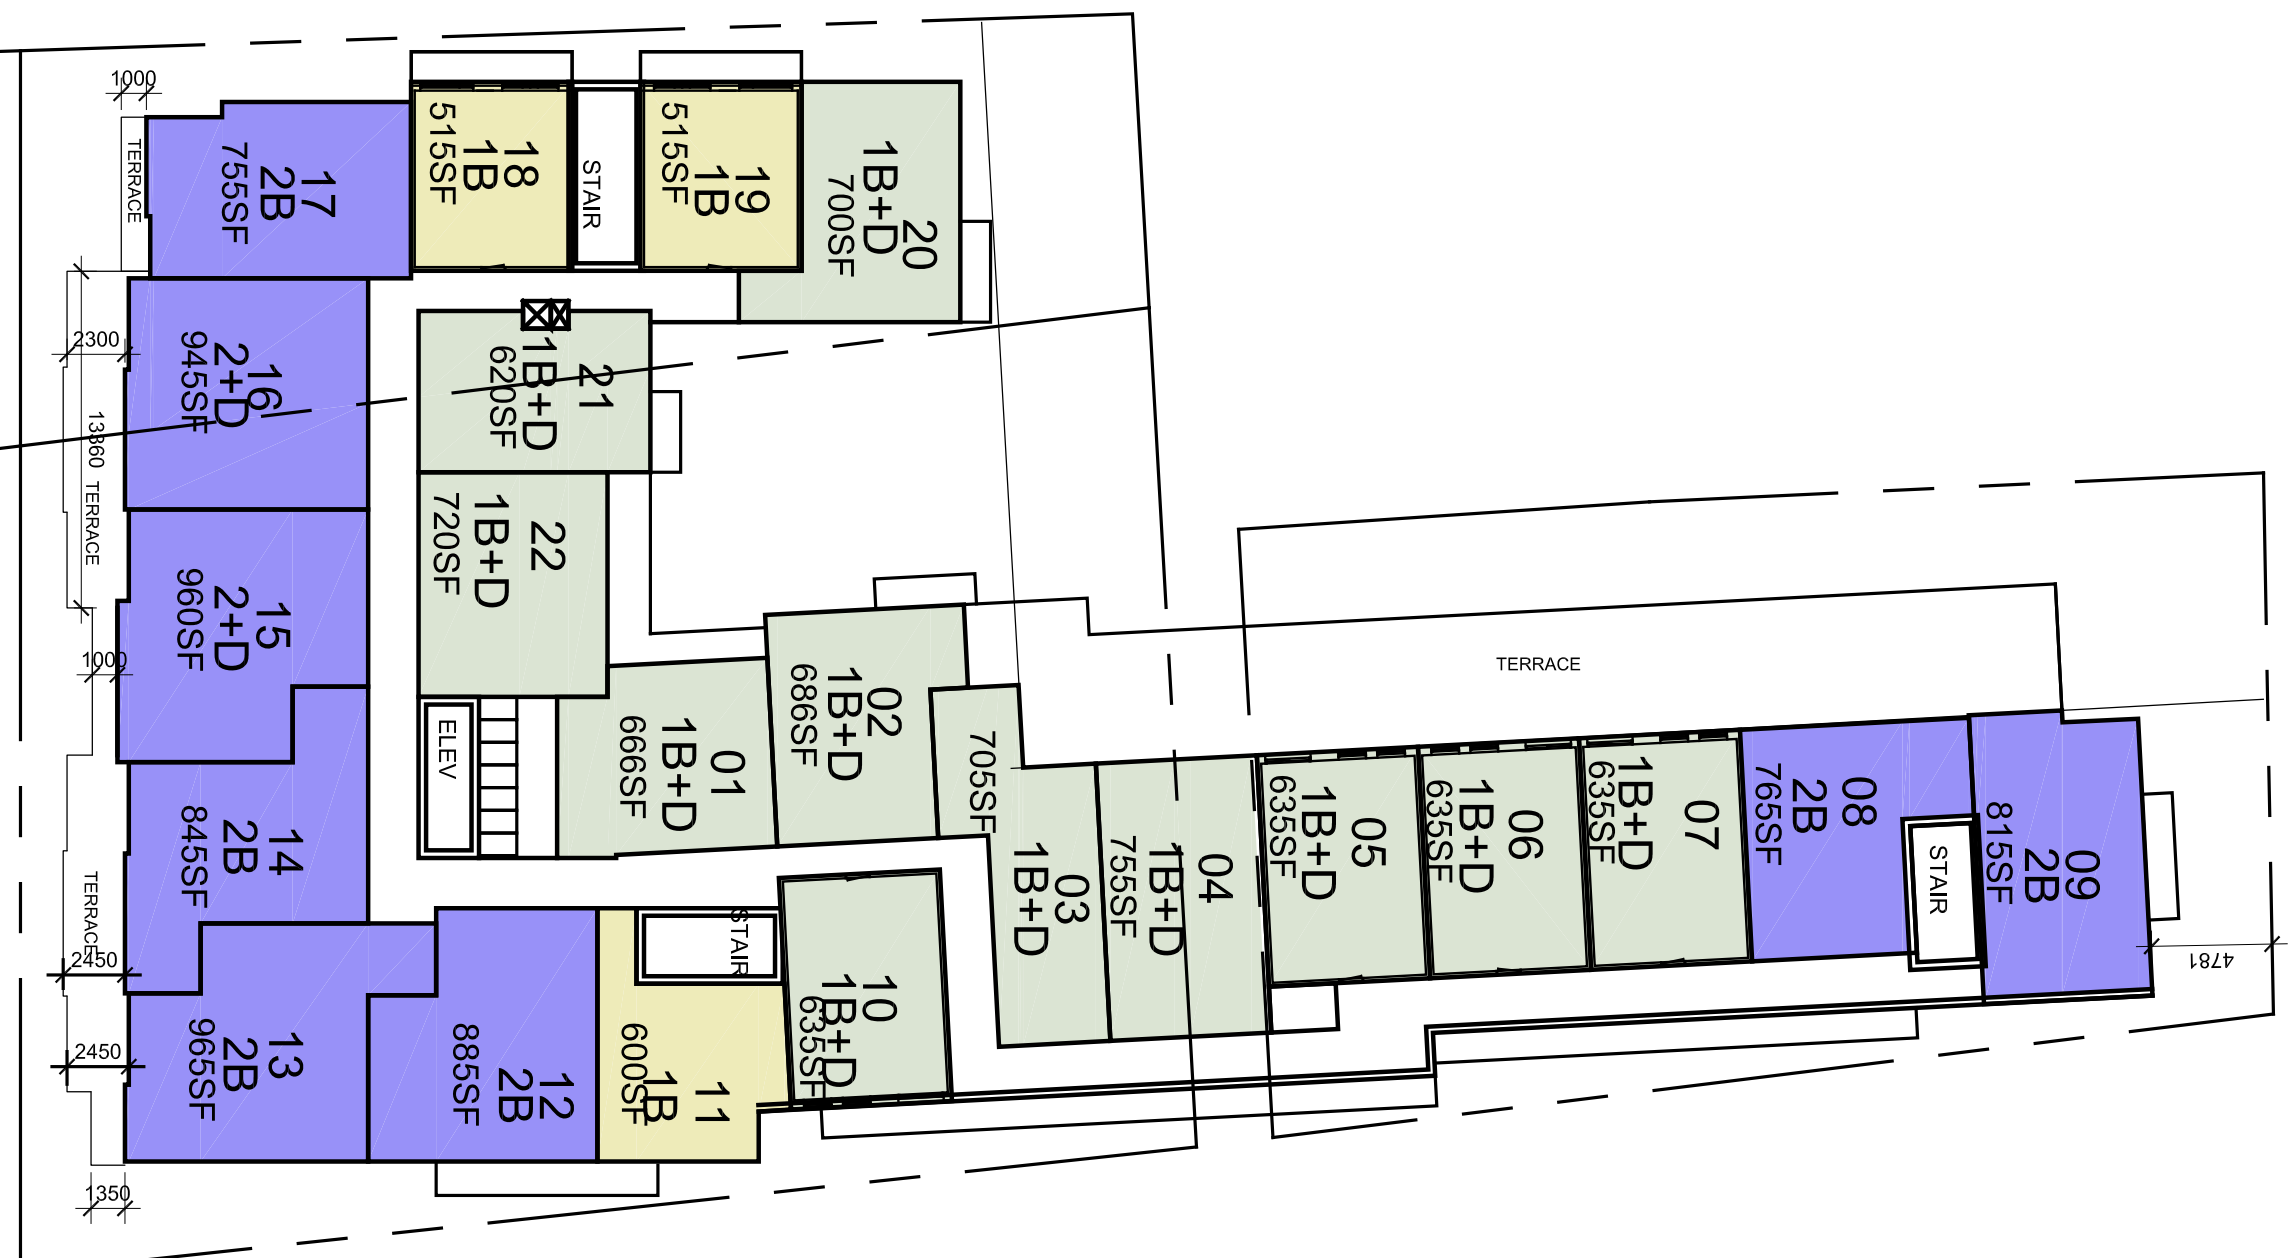 1000
TERRACE
17
2B
755SF
18
1B
515SF
STAIR
19
1B
515SF
20
1B+D
700SF
2300
13360
TERRACE
16
2+D
945SF
21
1B+D
620SF
22
1B+D
720SF
15
2+D
960SF
1000
ELEV
01
1B+D
666SF
02
1B+D
686SF
03
1B+D
705SF
04
1B+D
755SF
05
1B+D
635SF
06
1B+D
635SF
07
1B+D
635SF
TERRACE
08
2B
765SF
STAIR
09
2B
815SF
4781
14
2B
845SF
TERRACE
2450
2450
13
2B
965SF
12
2B
885SF
11
1B
600SF
STAIR
10
1B+D
635SF
1350